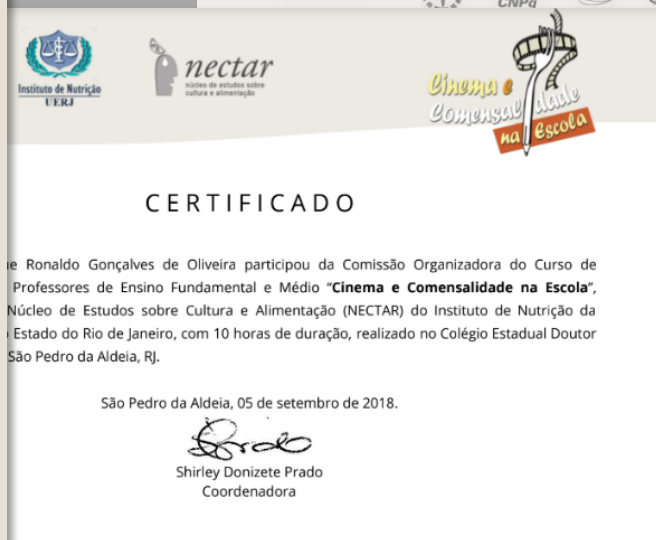 CNPq
Instituto de Nutrição
UERJ
nectar
núcleo de estudos sobre
cultura e alimentação
Cinema e
Comensalidade
na Escola
CERTIFICADO
ue Ronaldo Gonçalves de Oliveira participou da Comissão Organizadora do Curso de
Professores de Ensino Fundamental e Médio “Cinema e Comensalidade na Escola”,
Núcleo de Estudos sobre Cultura e Alimentação (NECTAR) do Instituto de Nutrição da
Estado do Rio de Janeiro, com 10 horas de duração, realizado no Colégio Estadual Doutor
São Pedro da Aldeia, RJ.
São Pedro da Aldeia, 05 de setembro de 2018.
Shirley Donizete Prado
Coordenadora